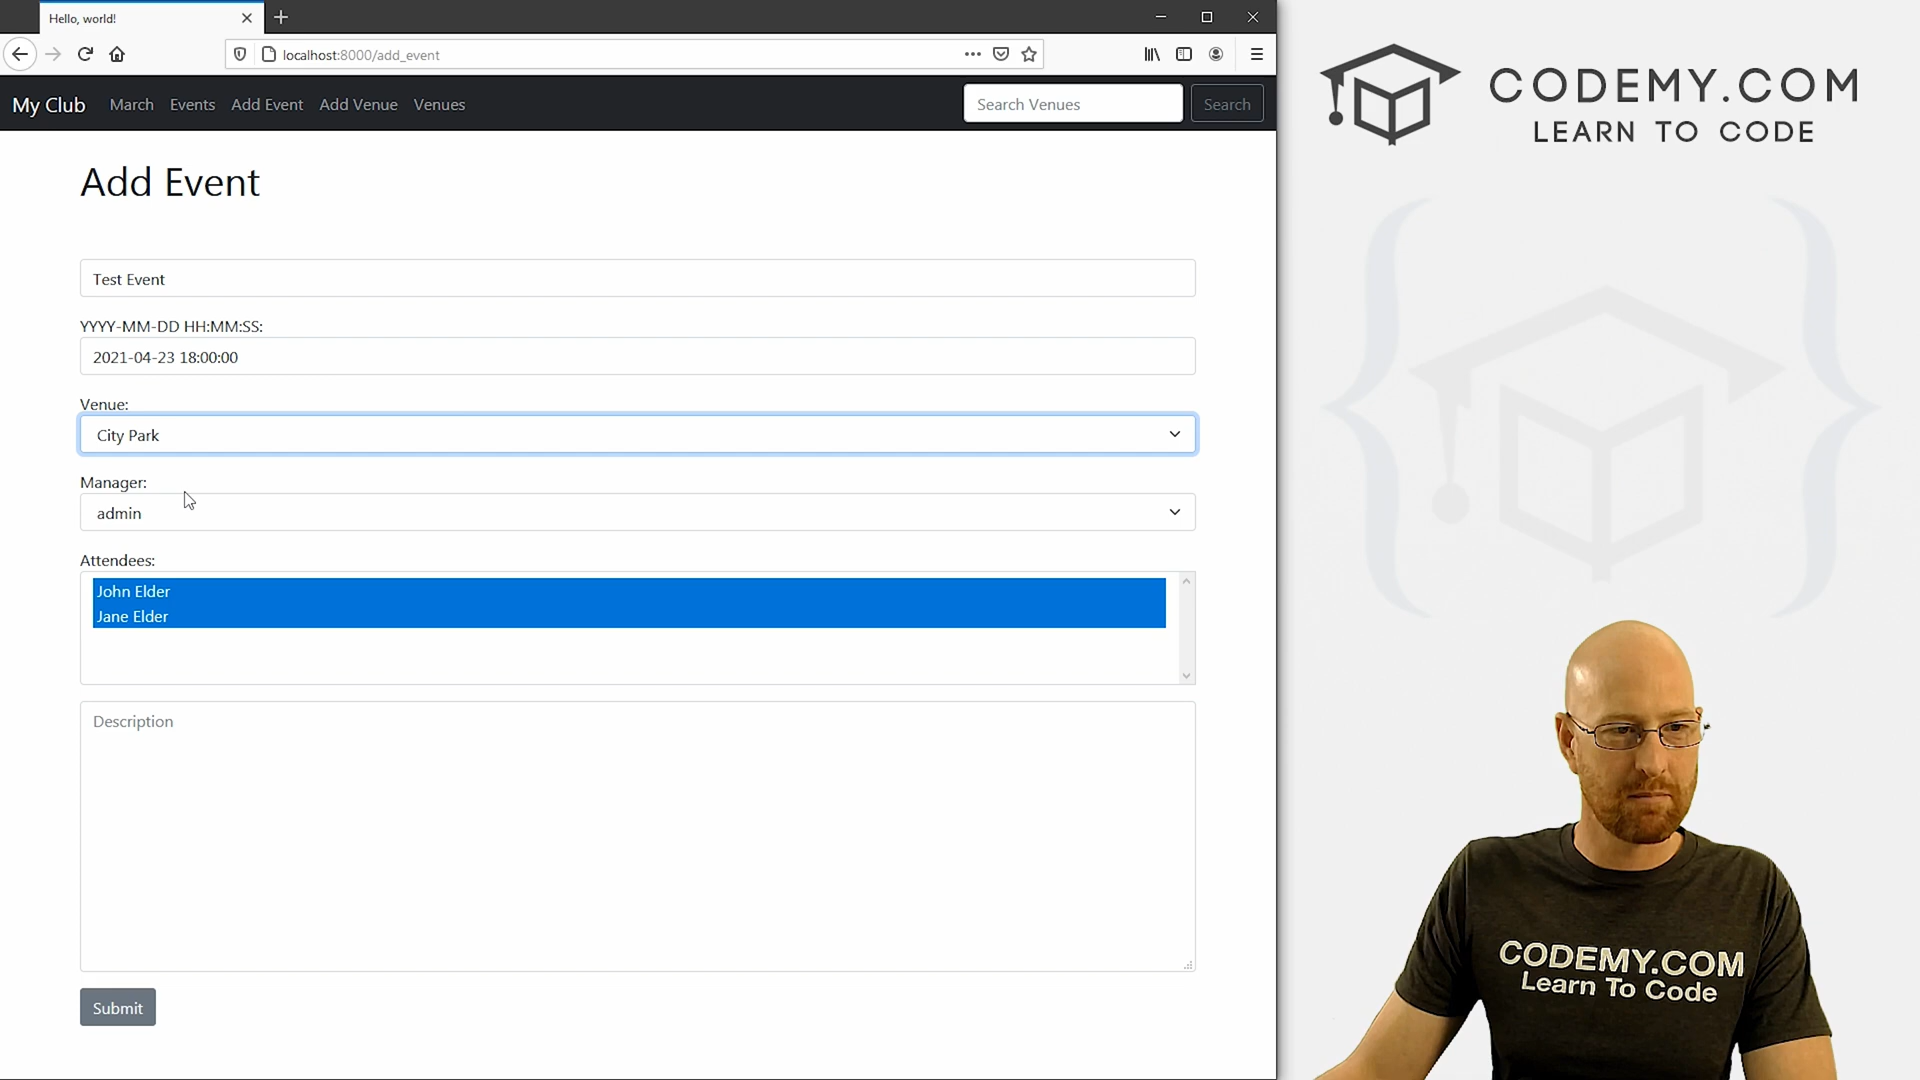 Hello, world!
localhost:8000/add_event
My Club March Events Add Event Add Venue Venues Search Venues Search
Add Event
Test Event
YYYY-MM-DD HH:MM:SS:
2021-04-23 18:00:00
Venue:
City Park
Manager:
admin
Attendees:
John Elder
Jane Elder
Description
Submit
CODEMY.COM
LEARN TO CODE
CODEMY.COM
Learn To Code